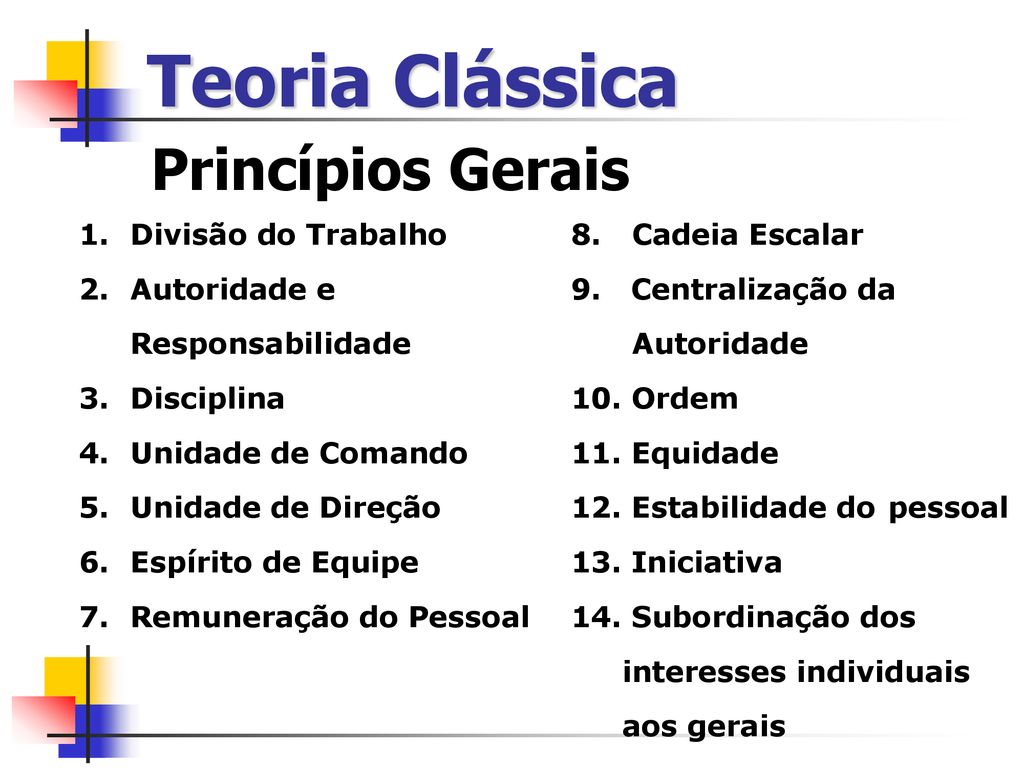 Teoria Clássica
Princípios Gerais
1. Divisão do Trabalho
2. Autoridade e
Responsabilidade
3. Disciplina
4. Unidade de Comando
5. Unidade de Direção
6. Espírito de Equipe
7. Remuneração do Pessoal
8. Cadeia Escalar
9. Centralização da
Autoridade
10. Ordem
11. Equidade
12. Estabilidade do pessoal
13. Iniciativa
14. Subordinação dos
interesses individuais
aos gerais